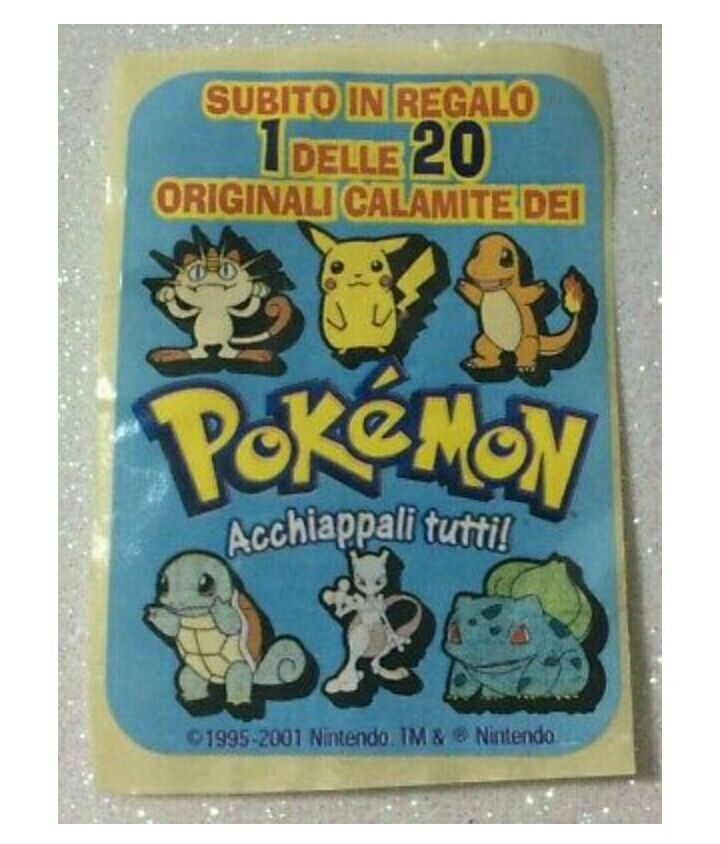 SUBITO IN REGALO
1 DELLE 20
ORIGINALI CALAMITE DEI
POKéMON
Acchiappali tutti!
©1995-2001 Nintendo. TM & ® Nintendo.